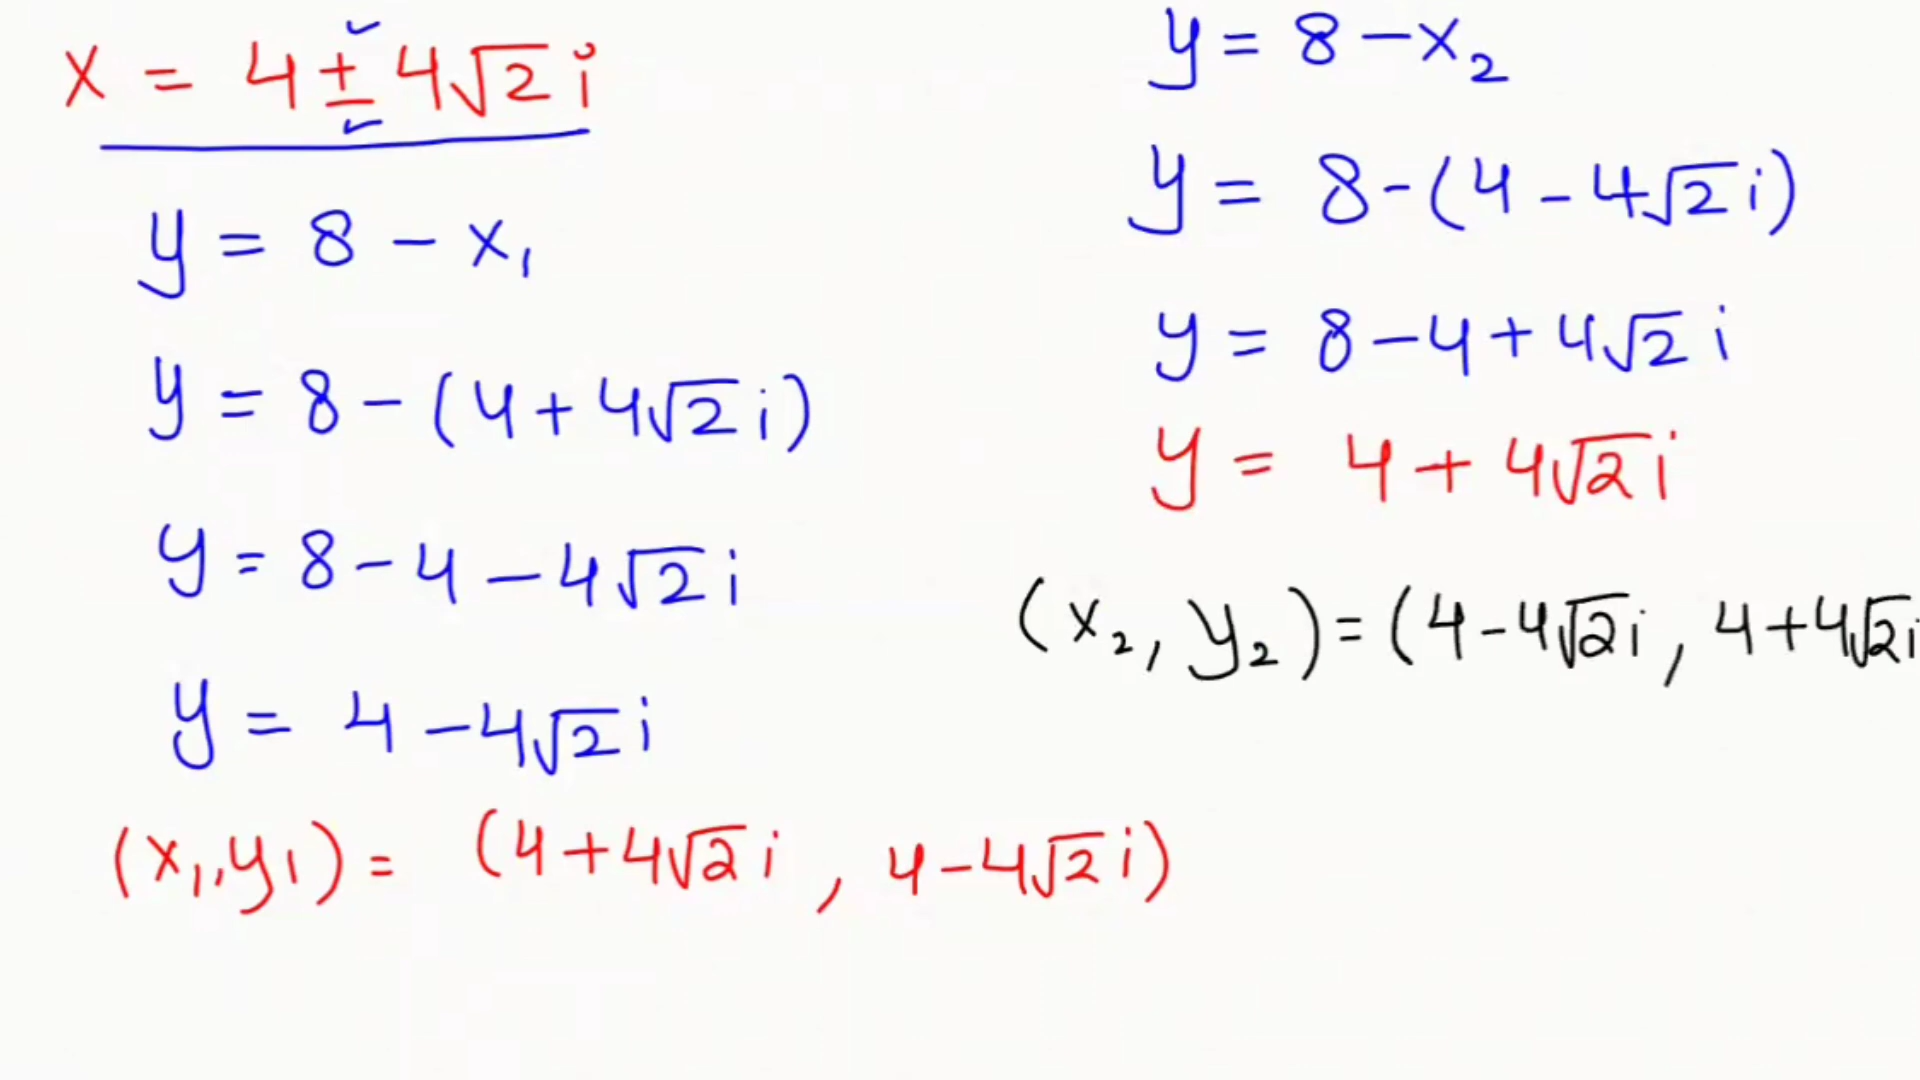 x = 4 ± 4√2 i
y = 8 - x₁
y = 8 - (4 + 4√2 i)
y = 8 - 4 - 4√2 i
y = 4 - 4√2 i
(x₁, y₁) = (4 + 4√2 i , 4 - 4√2 i)
y = 8 - x₂
y = 8 - (4 - 4√2 i)
y = 8 - 4 + 4√2 i
y = 4 + 4√2 i
(x₂, y₂) = (4 - 4√2 i , 4 + 4√2 i